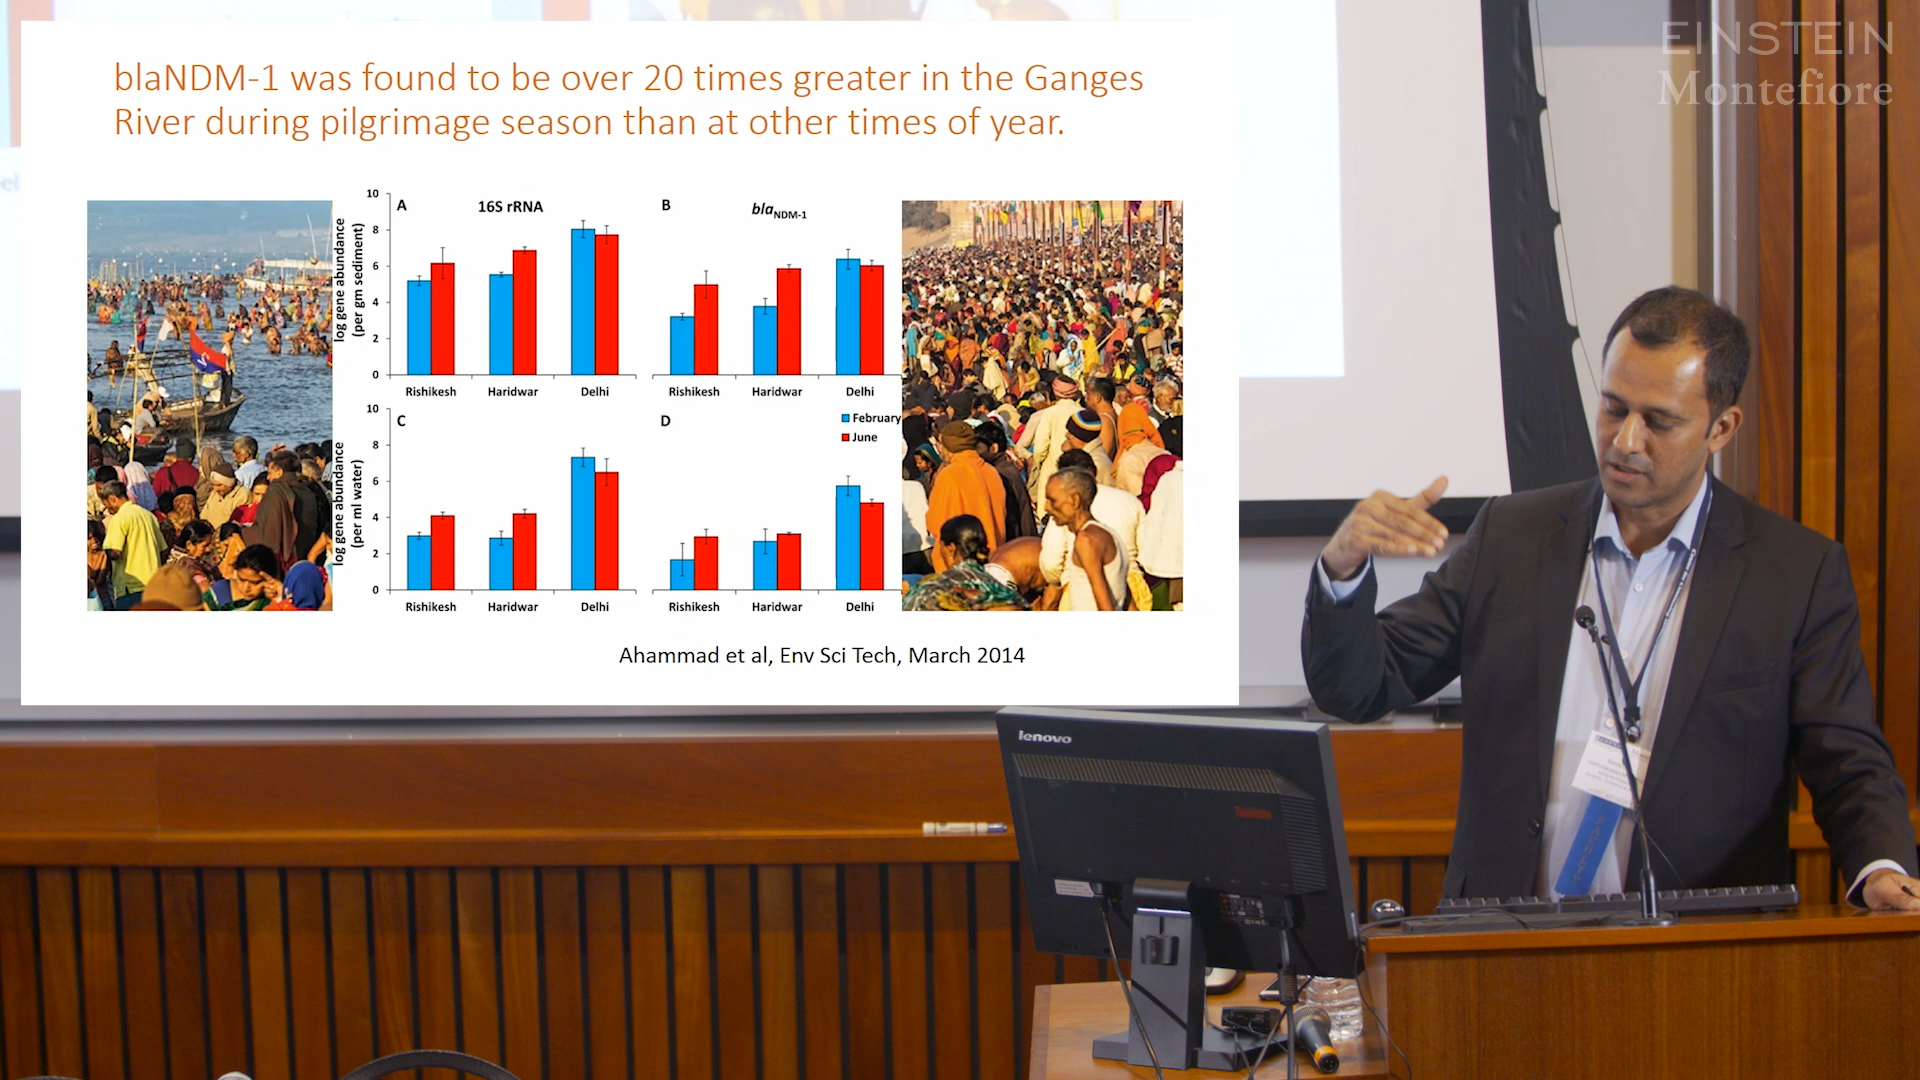 EINSTEIN
Montefiore
blaNDM-1 was found to be over 20 times greater in the Ganges
River during pilgrimage season than at other times of year.
A
16S rRNA
log gene abundance
(per gm sediment)
10
8
6
4
2
0
Rishikesh Haridwar Delhi
B
blaNDM-1
Rishikesh Haridwar Delhi
C
log gene abundance
(per ml water)
10
8
6
4
2
0
Rishikesh Haridwar Delhi
D
February
June
Rishikesh Haridwar Delhi
Ahammad et al, Env Sci Tech, March 2014
lenovo